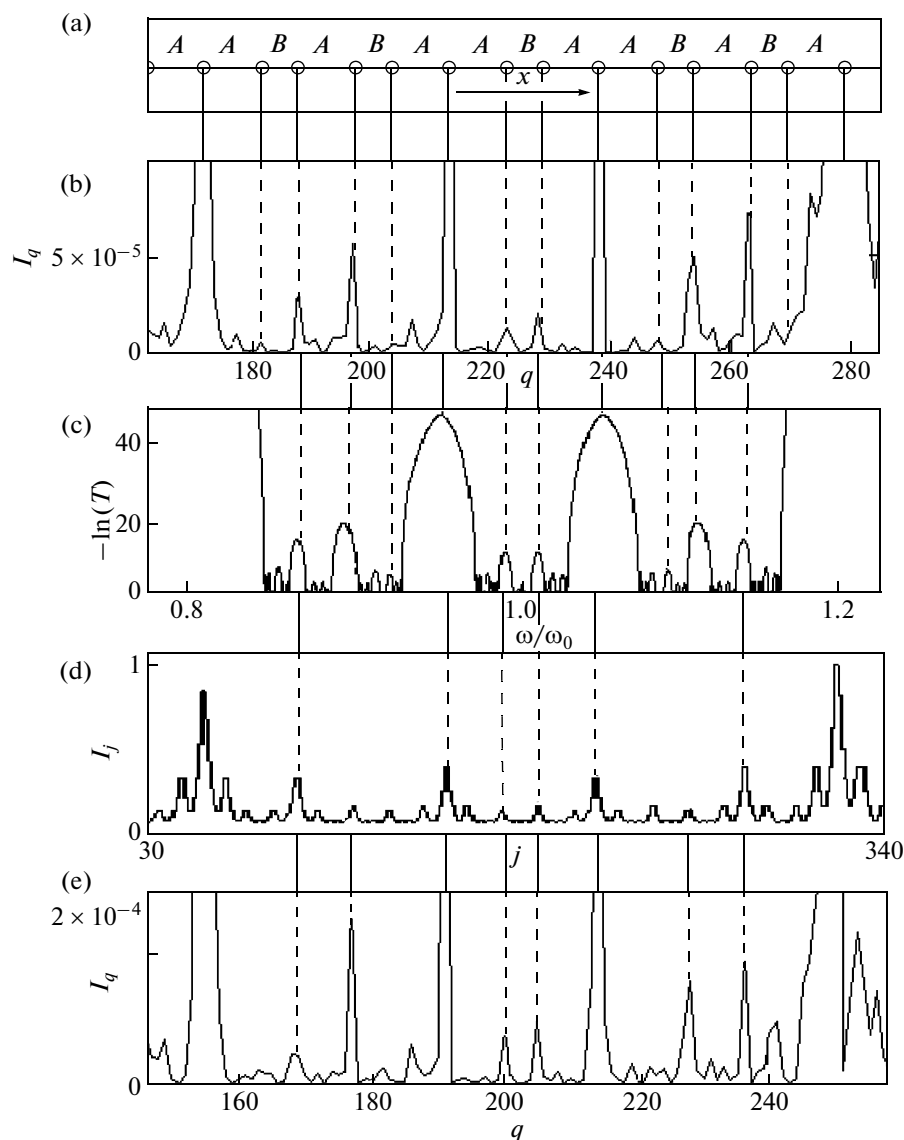 (a)
A A B A B A A B A A B A B A
x
(b)
I_q
5 × 10⁻⁵
0
180 200 220 240 260 280
q
(c)
−ln(T)
40
20
0
0.8 1.0 1.2
ω/ω₀
(d)
I_j
1
0
30 340
j
(e)
I_q
2 × 10⁻⁴
0
160 180 200 220 240
q